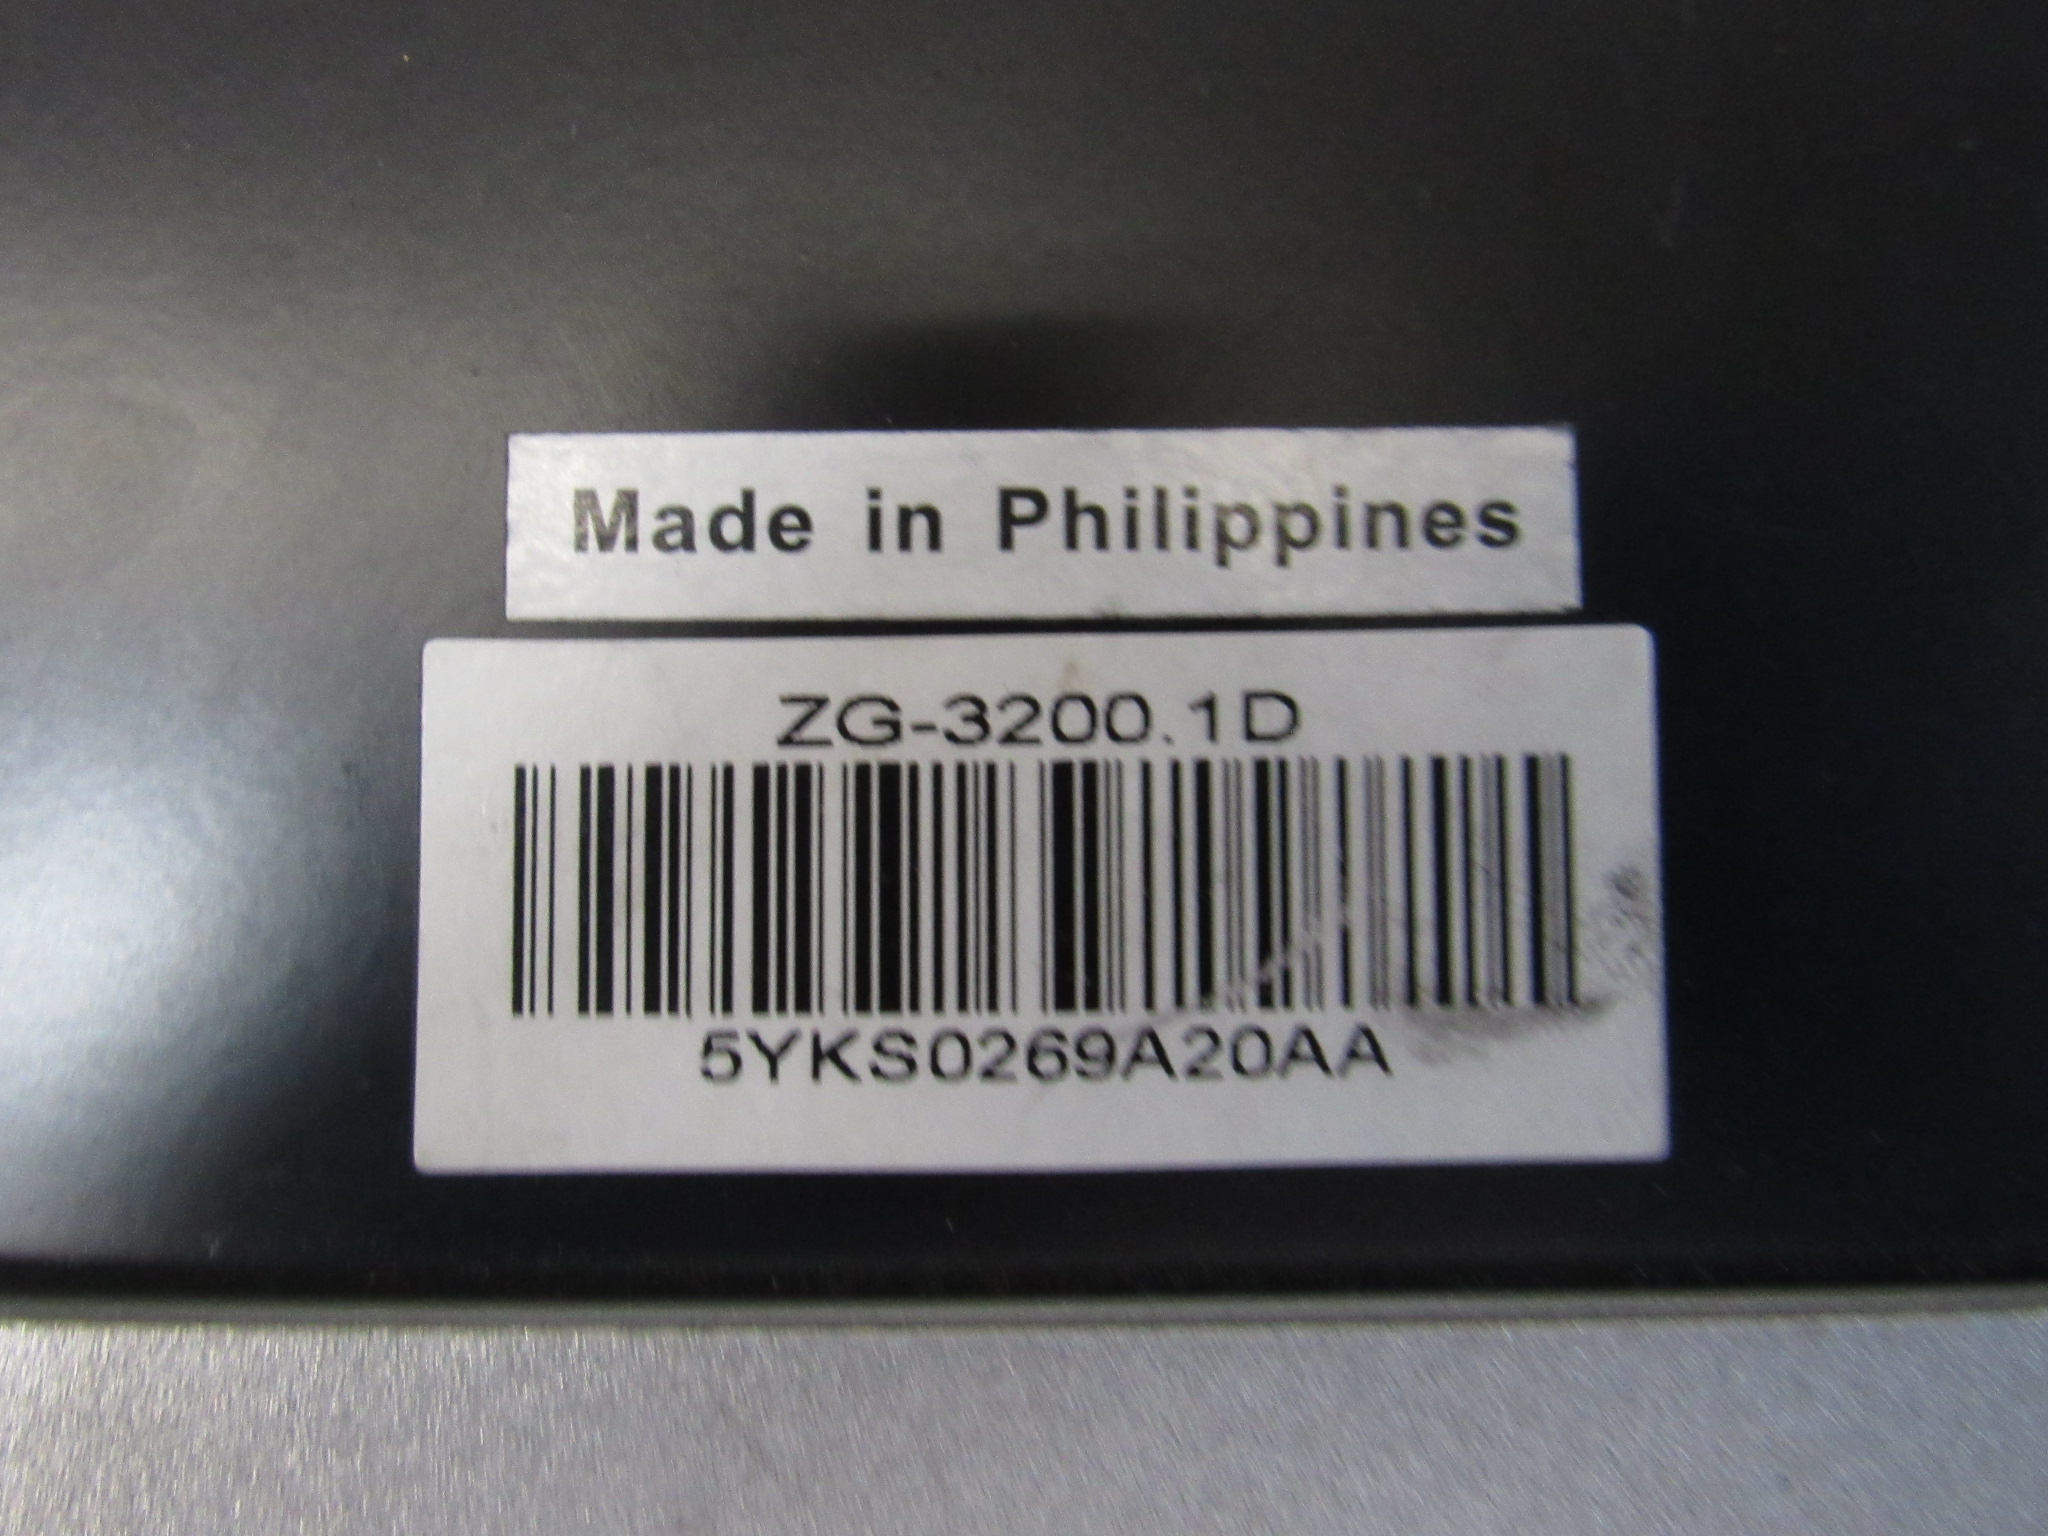 Made in Philippines
ZG-3200.1D
5YKS0269A20AA